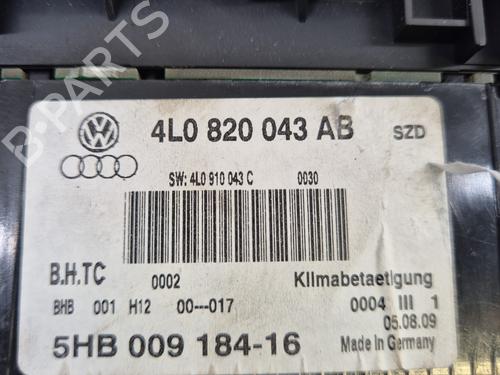 B-PARTS
4L0 820 043 AB SZD
SW: 4L0 910 043 C 0030
B.H.TC 0002 Klimabetaetigung
BHB 001 H12 00---017 0004 III 1
05.08.09
5HB 009 184-16 Made in Germany